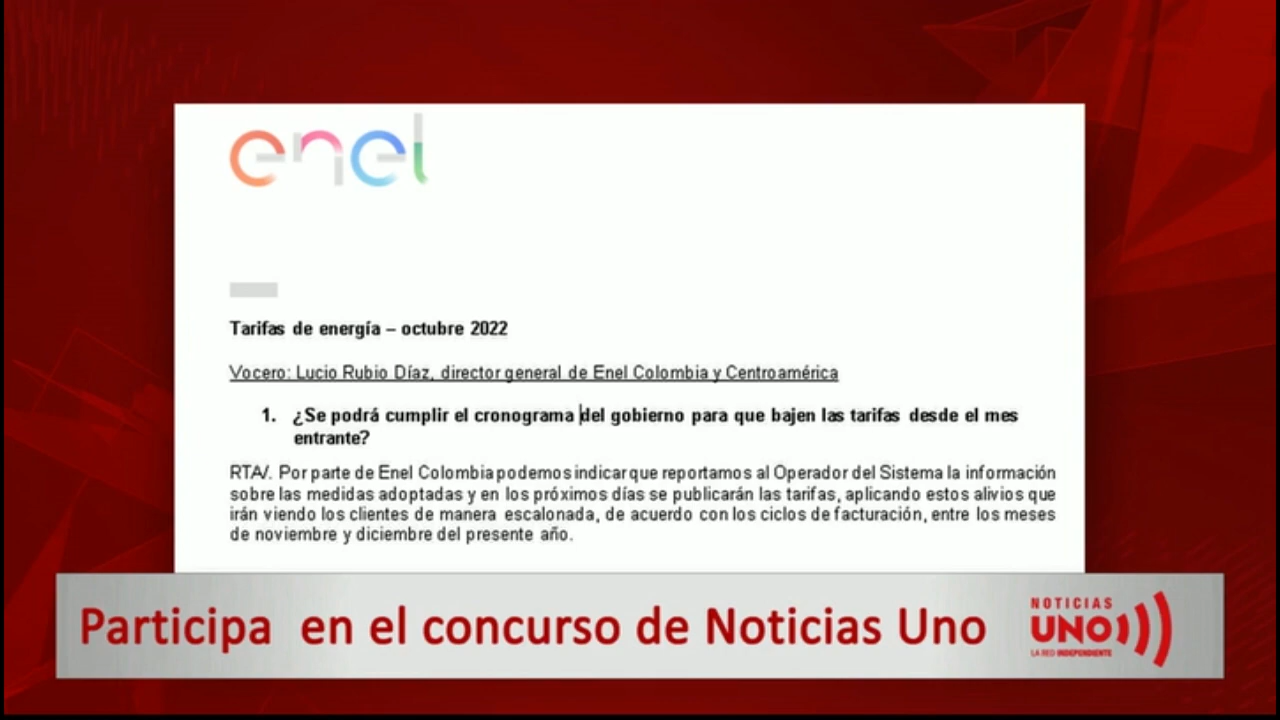 enel
Tarifas de energía – octubre 2022
Vocero: Lucio Rubio Díaz, director general de Enel Colombia y Centroamérica
1. ¿Se podrá cumplir el cronograma del gobierno para que bajen las tarifas desde el mes
entrante?
RTA/. Por parte de Enel Colombia podemos indicar que reportamos al Operador del Sistema la información
sobre las medidas adoptadas y en los próximos días se publicarán las tarifas, aplicando estos alivios que
irán viendo los clientes de manera escalonada, de acuerdo con los ciclos de facturación, entre los meses
de noviembre y diciembre del presente año.
Participa en el concurso de Noticias Uno
NOTICIAS
UNO
LA RED INDEPENDIENTE